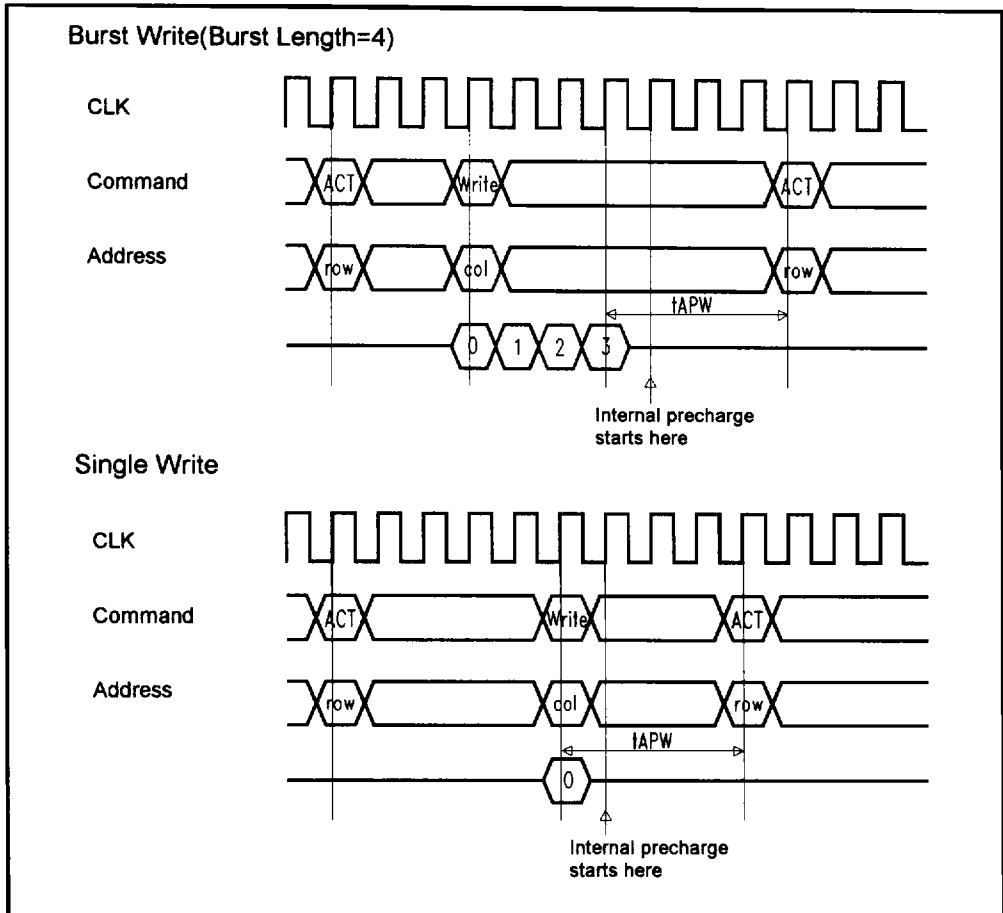 Burst Write(Burst Length=4)
CLK
Command ACT Write ACT
Address row col row
tAPW
0 1 2 3
Internal precharge
starts here
Single Write
CLK
Command ACT Write ACT
Address row col row
tAPW
0
Internal precharge
starts here